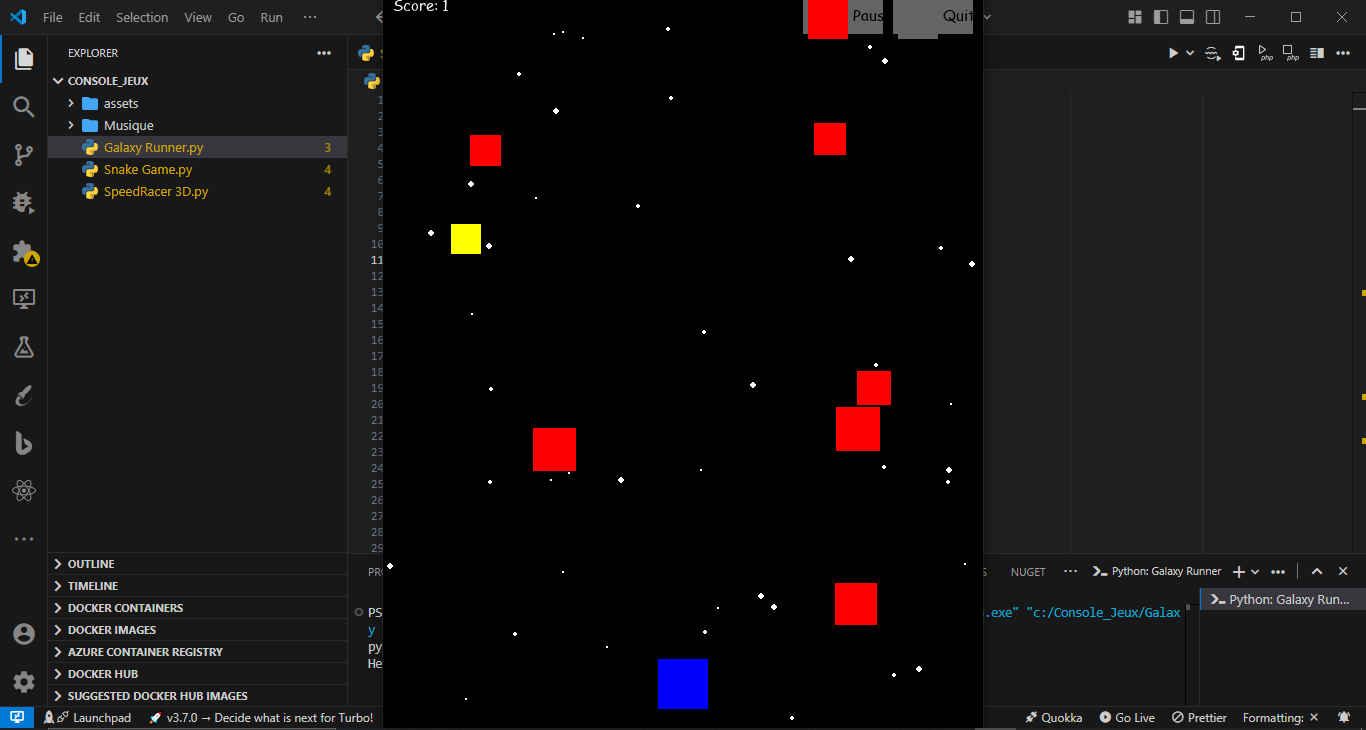 File Edit Selection View Go Run ···
Score: 1
Paus
Quit
EXPLORER
CONSOLE_JEUX
assets
Musique
Galaxy Runner.py 3
Snake Game.py 4
SpeedRacer 3D.py 4
1
2
3
4
5
6
7
8
9
10
11
12
13
14
15
16
17
18
19
20
21
22
23
24
25
26
27
28
29
php
php
OUTLINE
TIMELINE
DOCKER CONTAINERS
DOCKER IMAGES
AZURE CONTAINER REGISTRY
DOCKER HUB
SUGGESTED DOCKER HUB IMAGES
PR
S NUGET ··· Python: Galaxy Runner
PS
.exe" "c:/Console_Jeux/Galax
y
py
He
Python: Galaxy Run...
Launchpad
v3.7.0 → Decide what is next for Turbo!
Quokka
Go Live
Prettier
Formatting: ×